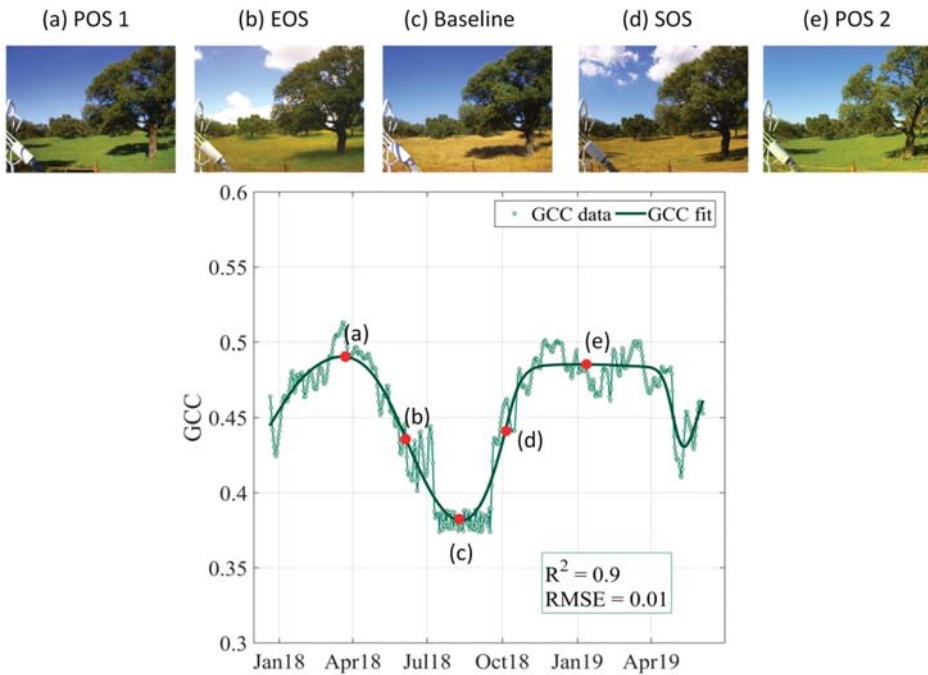 (a) POS 1
(b) EOS
(c) Baseline
(d) SOS
(e) POS 2
0.6
GCC data
GCC fit
0.55
0.5
(a)
(e)
0.45
(b)
(d)
GCC
0.4
(c)
0.35
R² = 0.9
RMSE = 0.01
0.3
Jan18
Apr18
Jul18
Oct18
Jan19
Apr19